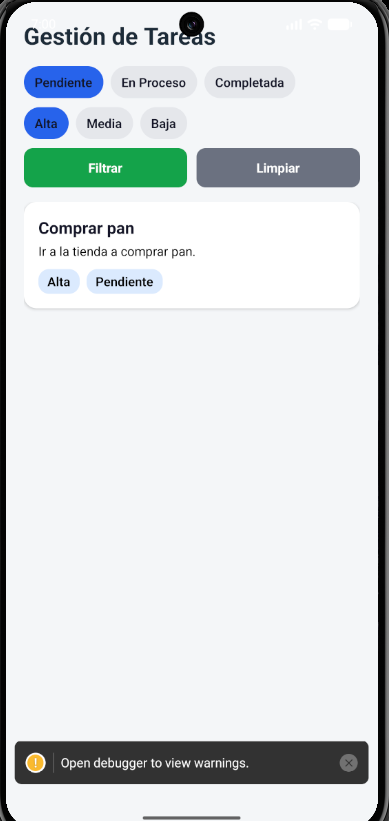 Gestión de Tareas
Pendiente En Proceso Completada
Alta Media Baja
Filtrar Limpiar
Comprar pan
Ir a la tienda a comprar pan.
Alta Pendiente
Open debugger to view warnings.